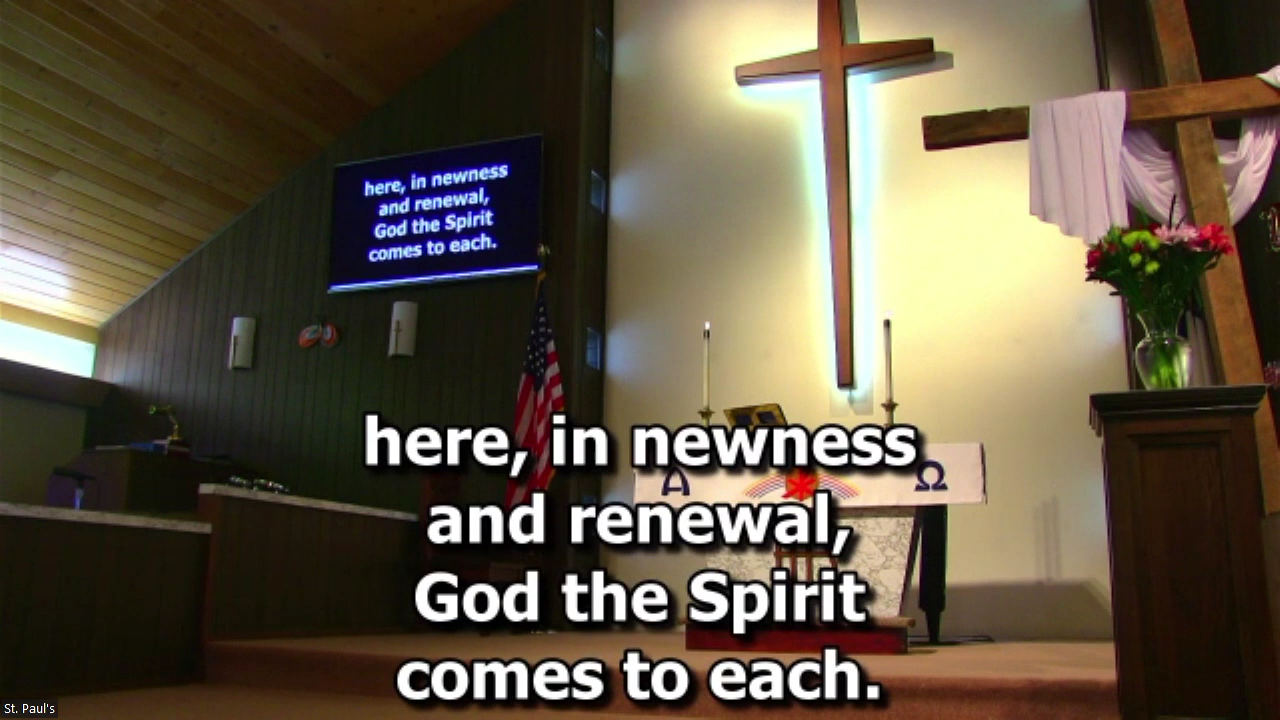 here, in newness
and renewal,
God the Spirit
comes to each.
Α
Ω
here, in newness
and renewal,
God the Spirit
comes to each.
St. Paul's